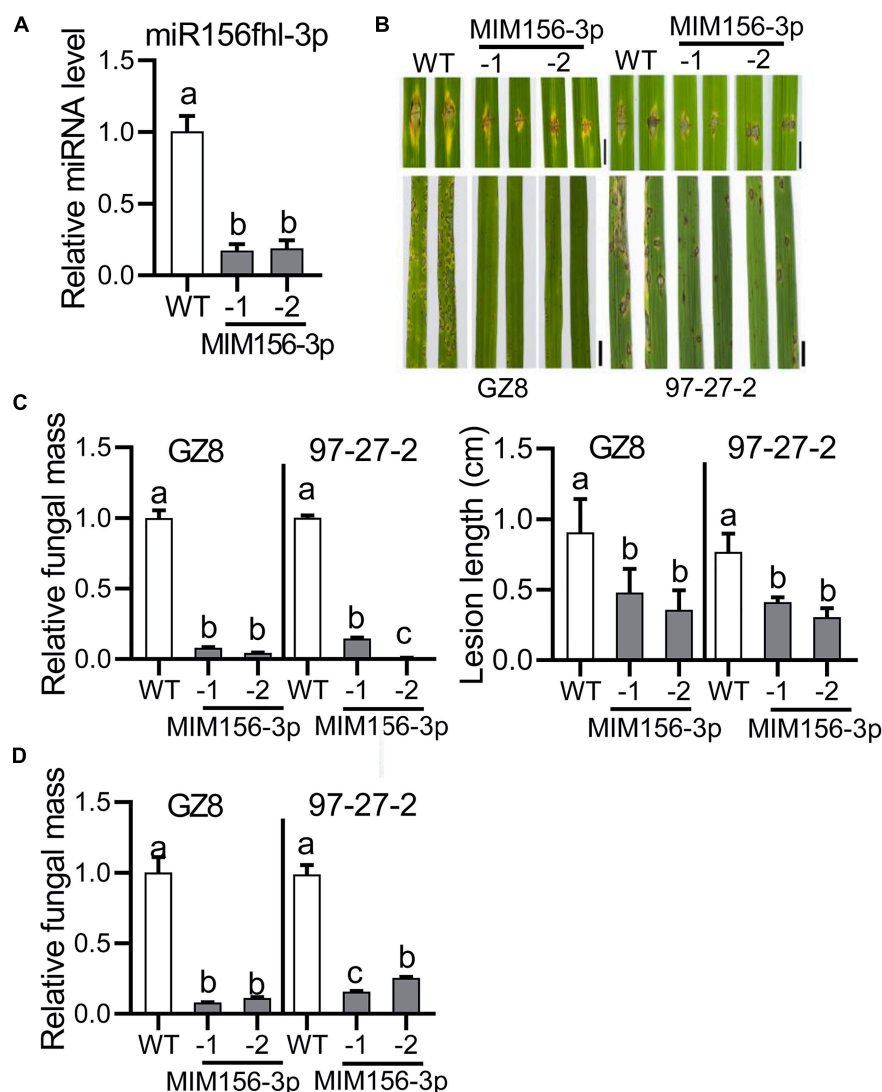 A
miR156fhl-3p
Relative miRNA level
1.5
1.0
0.5
0.0
a
b
b
WT
-1
-2
MIM156-3p
B
MIM156-3p
MIM156-3p
WT
-1
-2
WT
-1
-2
GZ8
97-27-2
C
Relative fungal mass
1.5
1.0
0.5
0.0
GZ8
97-27-2
a
b
b
a
b
c
WT
-1
-2
WT
-1
-2
MIM156-3p
MIM156-3p
Lesion length (cm)
1.5
1.0
0.5
0.0
GZ8
97-27-2
a
b
b
a
b
b
WT
-1
-2
WT
-1
-2
MIM156-3p
MIM156-3p
D
Relative fungal mass
1.5
1.0
0.5
0.0
GZ8
97-27-2
a
b
b
a
c
b
WT
-1
-2
WT
-1
-2
MIM156-3p
MIM156-3p